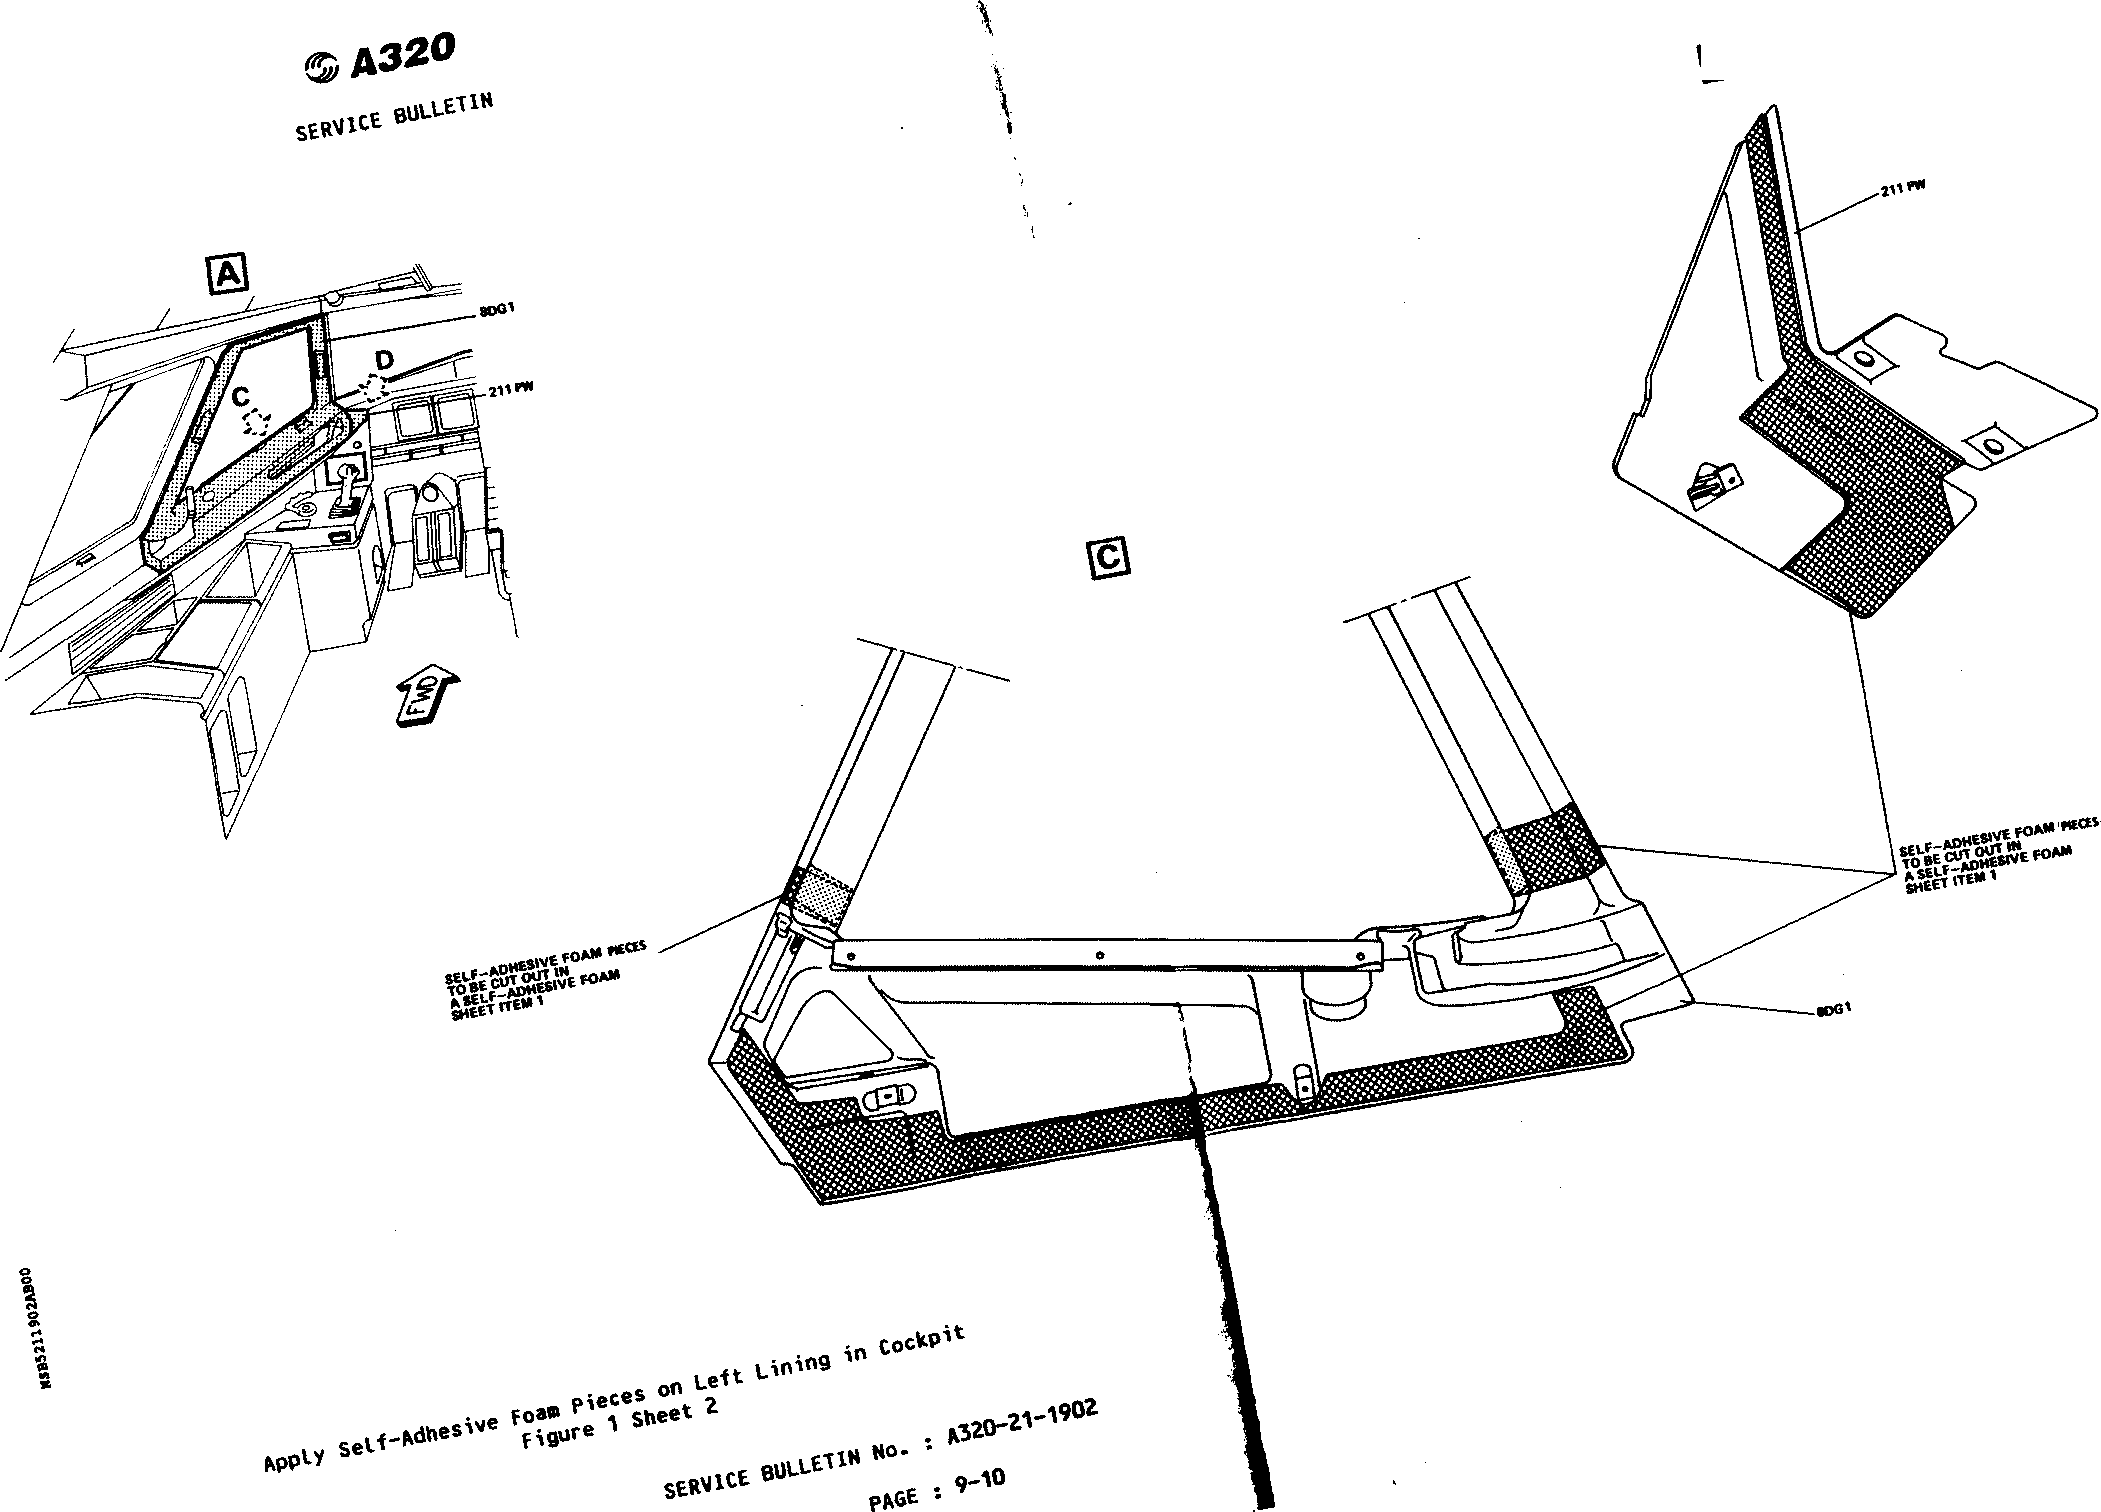 A320
SERVICE BULLETIN
A
8DG1
D
C
211 PW
FWD
211 PW
C
SELF-ADHESIVE FOAM PIECES
TO BE CUT OUT IN
A SELF-ADHESIVE FOAM
SHEET ITEM 1
SELF-ADHESIVE FOAM PIECES
TO BE CUT OUT IN
A SELF-ADHESIVE FOAM
SHEET ITEM 1
8DG1
NSB5211902AB00
Apply Self-Adhesive Foam Pieces on Left Lining in Cockpit
Figure 1 Sheet 2
SERVICE BULLETIN No. : A320-21-1902
PAGE : 9-10